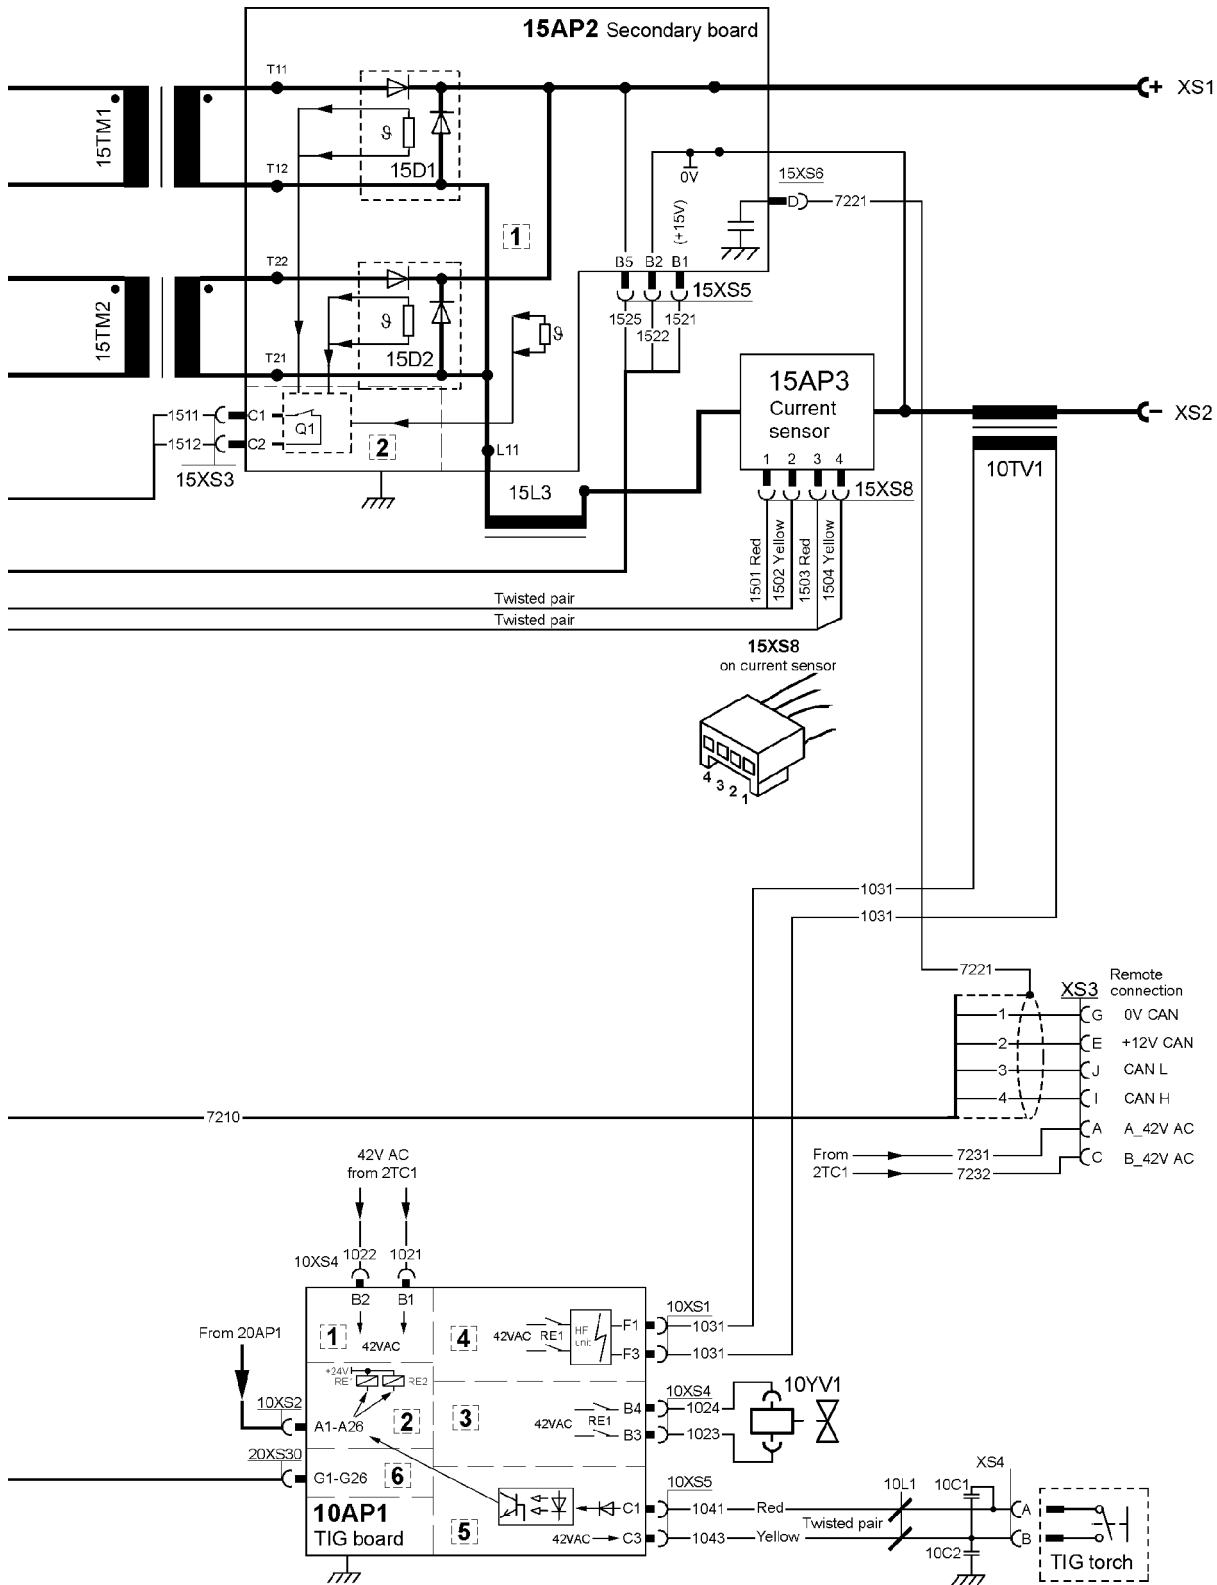 15AP2 Secondary board
T11
XS1
15TM1
ϑ
15D1
T12
0V
15XS6
D
7221
(+15V)
1
T22
B5 B2 B1
15XS5
15TM2
ϑ
15D2
ϑ
1525
1521
1522
T21
15AP3
Current
sensor
XS2
1511
C1
Q1
1512
C2
2
L11
15XS3
1 2 3 4
10TV1
15L3
15XS8
1501 Red
1502 Yellow
1503 Red
1504 Yellow
Twisted pair
Twisted pair
15XS8
on current sensor
4
3
2
1
1031
1031
7221
Remote
connection
XS3
1
G
0V CAN
2
E
+12V CAN
3
J
CAN L
4
I
CAN H
7210
A
A_42V AC
From
7231
C
B_42V AC
2TC1
7232
42V AC
from 2TC1
10XS4
1022
1021
B2
B1
From 20AP1
1
42VAC
4
42VAC
RE1
HF
unit
F1
10XS1
1031
F3
1031
+24V
RE1
RE2
10XS2
A1-A26
2
3
42VAC
RE1
B4
10XS4
1024
10YV1
B3
1023
20XS30
G1-G26
6
10AP1
TIG board
5
C1
10XS5
1041
Red
10L1
10C1
XS4
A
42VAC
C3
1043
Yellow
Twisted pair
10C2
B
TIG torch